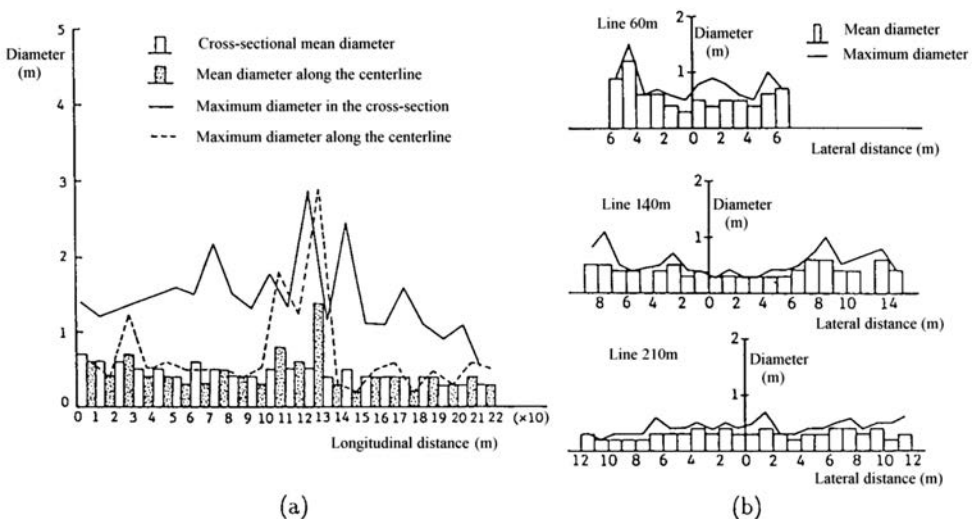 5
Diameter
(m)
4
3
2
1
0
Cross-sectional mean diameter
Mean diameter along the centerline
Maximum diameter in the cross-section
Maximum diameter along the centerline
0 1 2 3 4 5 6 7 8 9 10 11 12 13 14 15 16 17 18 19 20 21 22 (×10)
Longitudinal distance (m)
(a)
Line 60m
2
Diameter
(m)
1
Mean diameter
Maximum diameter
6 4 2 0 2 4 6
Lateral distance (m)
2
Line 140m
Diameter
(m)
1
8 6 4 2 0 2 4 6 8 10 14
Lateral distance (m)
2
Line 210m
Diameter
(m)
1
12 10 8 6 4 2 0 2 4 6 8 10 12
Lateral distance (m)
(b)